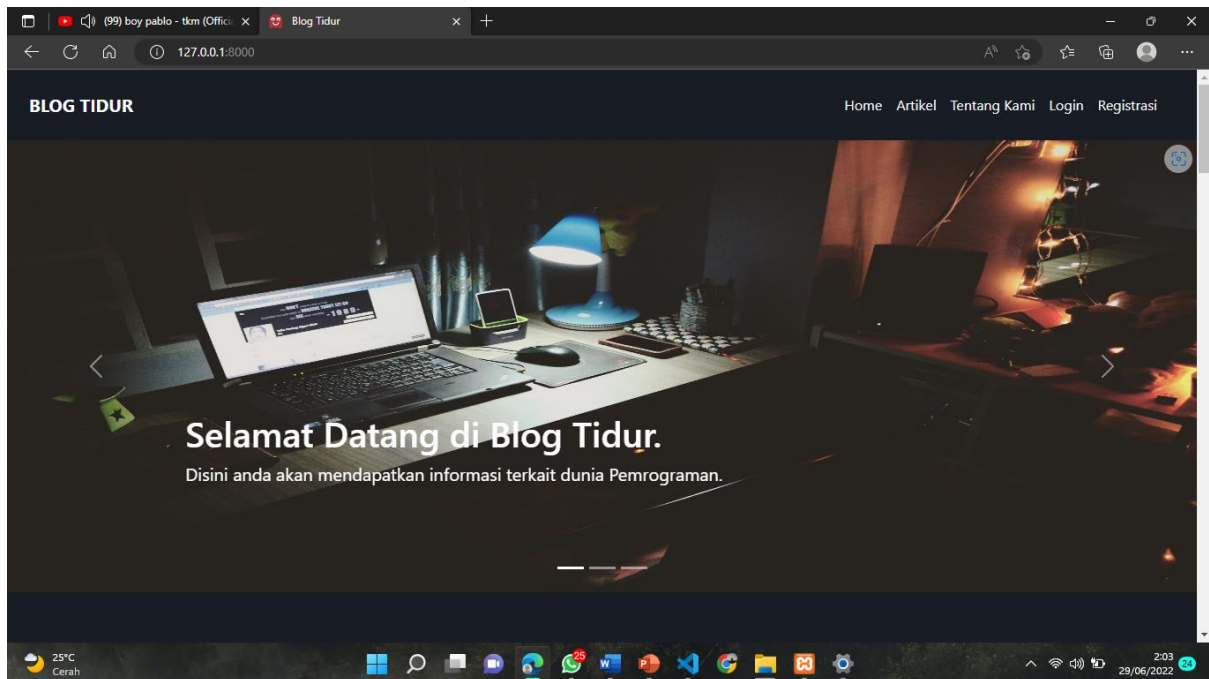 (99) boy pablo - tkm (Offici
Blog Tidur
127.0.0.1:8000
BLOG TIDUR
Home Artikel Tentang Kami Login Registrasi
Selamat Datang di Blog Tidur.
Disini anda akan mendapatkan informasi terkait dunia Pemrograman.
25°C
Cerah
25
2:03
29/06/2022
24